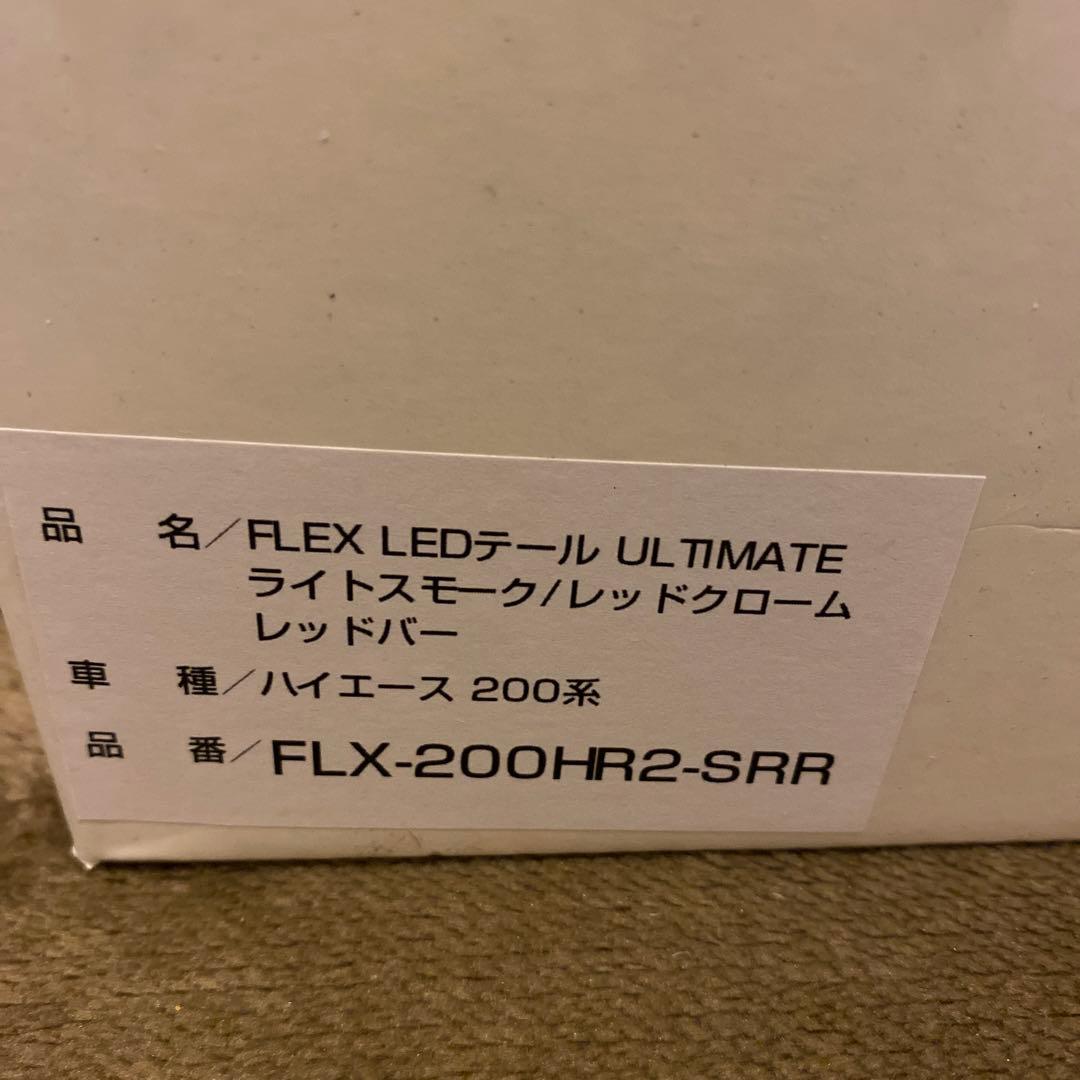 品 名/FLEX LEDテール ULTIMATE
ライトスモーク/レッドクローム
レッドバー
車 種/ハイエース 200系
品 番/FLX-200HR2-SRR